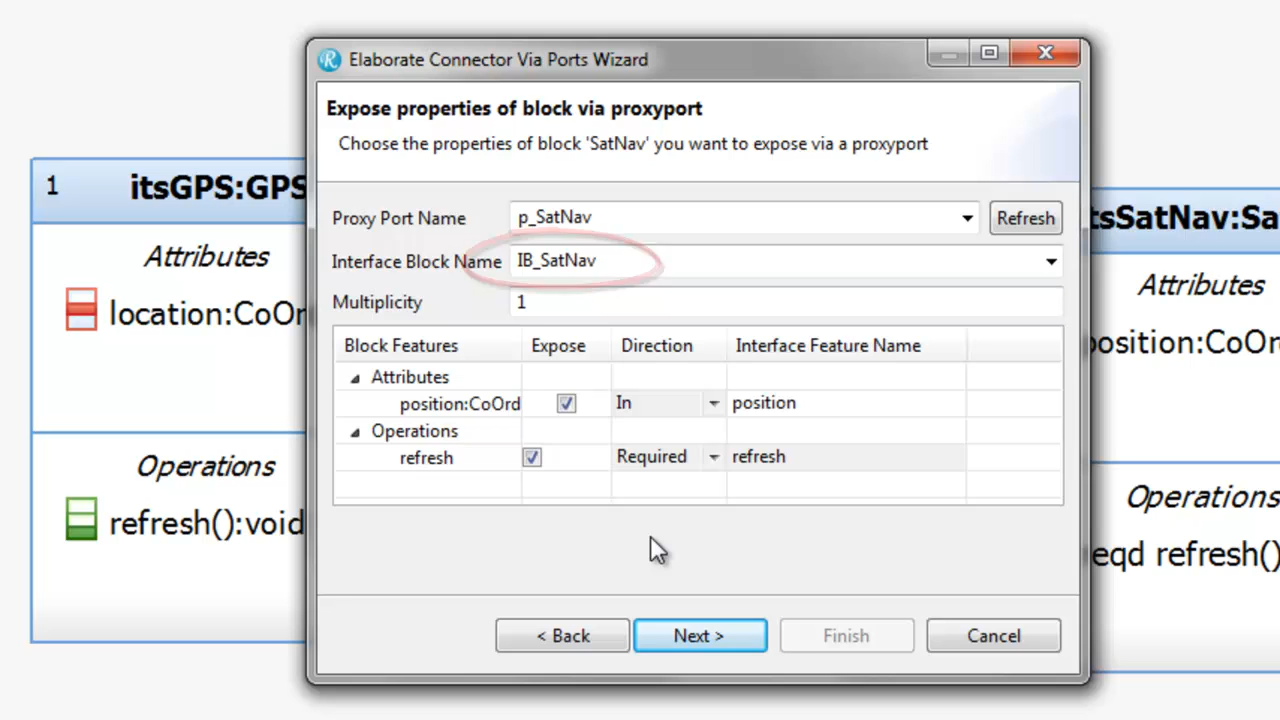 Elaborate Connector Via Ports Wizard
Expose properties of block via proxyport
Choose the properties of block 'SatNav' you want to expose via a proxyport
1 itsGPS:GPS
Attributes
location:CoOr
Operations
refresh():void
Proxy Port Name p_SatNav Refresh
Interface Block Name IB_SatNav
Multiplicity 1
Block Features Expose Direction Interface Feature Name
Attributes
position:CoOrd In position
Operations
refresh Required refresh
< Back Next > Finish Cancel
tsSatNav:Sa
Attributes
position:CoOr
Operations
eqd refresh()